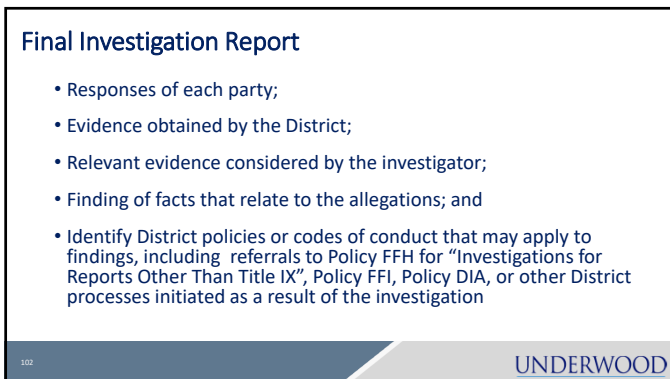 Final Investigation Report
• Responses of each party;
• Evidence obtained by the District;
• Relevant evidence considered by the investigator;
• Finding of facts that relate to the allegations; and
• Identify District policies or codes of conduct that may apply to
findings, including referrals to Policy FFH for “Investigations for
Reports Other Than Title IX”, Policy FFI, Policy DIA, or other District
processes initiated as a result of the investigation
102
UNDERWOOD